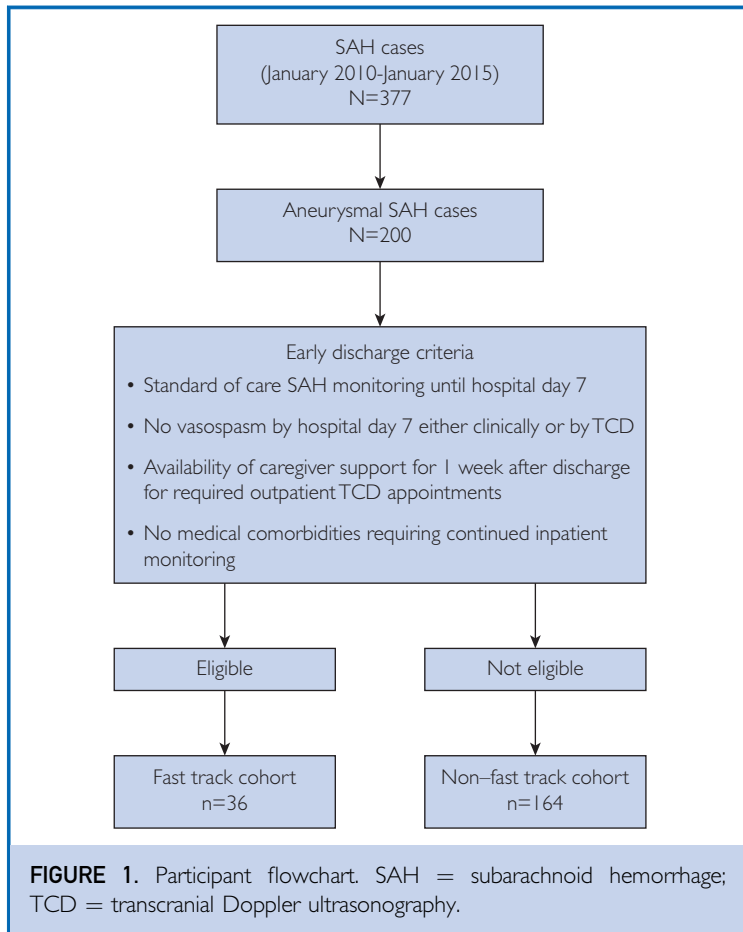 SAH cases
(January 2010-January 2015)
N=377
Aneurysmal SAH cases
N=200
Early discharge criteria
• Standard of care SAH monitoring until hospital day 7
• No vasospasm by hospital day 7 either clinically or by TCD
• Availability of caregiver support for 1 week after discharge
for required outpatient TCD appointments
• No medical comorbidities requiring continued inpatient
monitoring
Eligible
Not eligible
Fast track cohort
n=36
Non–fast track cohort
n=164
FIGURE 1. Participant flowchart. SAH = subarachnoid hemorrhage;
TCD = transcranial Doppler ultrasonography.